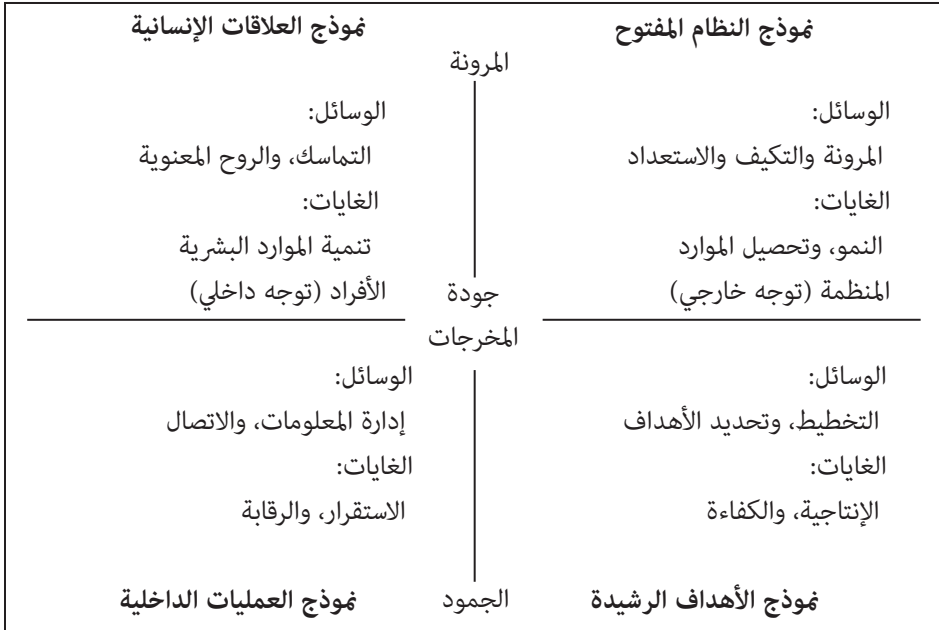 نموذج النظام المفتوح
نموذج العلاقات الإنسانية
المرونة
الوسائل:
المرونة والتكيف والاستعداد
الغايات:
النمو، وتحصيل الموارد
المنظمة (توجه خارجي)
الوسائل:
التماسك، والروح المعنوية
الغايات:
تنمية الموارد البشرية
الأفراد (توجه داخلي)
جودة
المخرجات
الوسائل:
التخطيط، وتحديد الأهداف
الغايات:
الإنتاجية، والكفاءة
الوسائل:
إدارة المعلومات، والاتصال
الغايات:
الاستقرار، والرقابة
نموذج الأهداف الرشيدة
الجمود
نموذج العمليات الداخلية